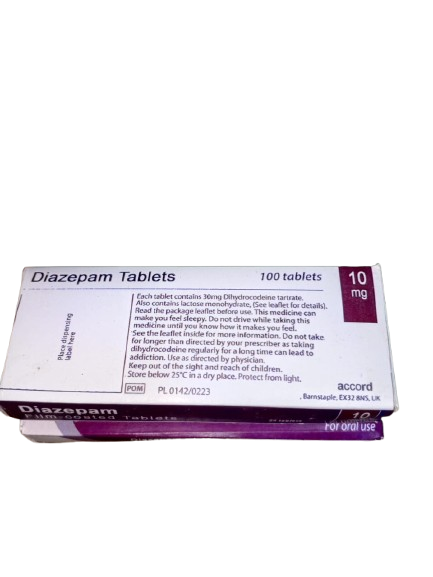 Diazepam Tablets 100 tablets 10 mg
Each tablet contains 30mg Dihydrocodeine tartrate.
Also contains lactose monohydrate, (See leaflet for details).
Read the package leaflet before use. This medicine can
make you feel sleepy. Do not drive while taking this
medicine until you know how it makes you feel.
See the leaflet inside for more information. Do not take
for longer than directed by your prescriber as taking
dihydrocodeine regularly for a long time can lead to
addiction. Use as directed by physician.
Keep out of the sight and reach of children.
Store below 25°C in a dry place. Protect from light.
Place dispensing
label here
POM PL 0142/0223
accord
, Barnstaple, EX32 8NS, UK
Diazepam 10
Film-coated Tablets
For oral use